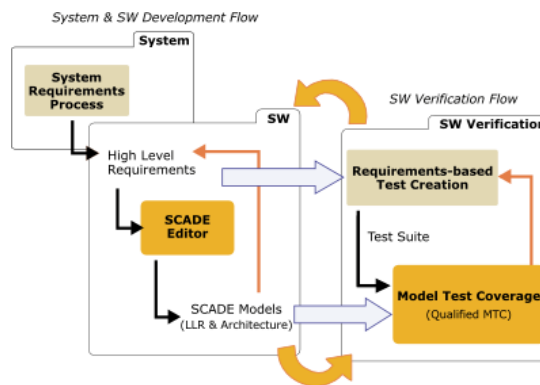 System & SW Development Flow
System
System
Requirements
Process
SW
High Level
Requirements
SCADE
Editor
SCADE Models
(LLR & Architecture)
SW Verification Flow
SW Verification
Requirements-based
Test Creation
Test Suite
Model Test Coverage
(Qualified MTC)